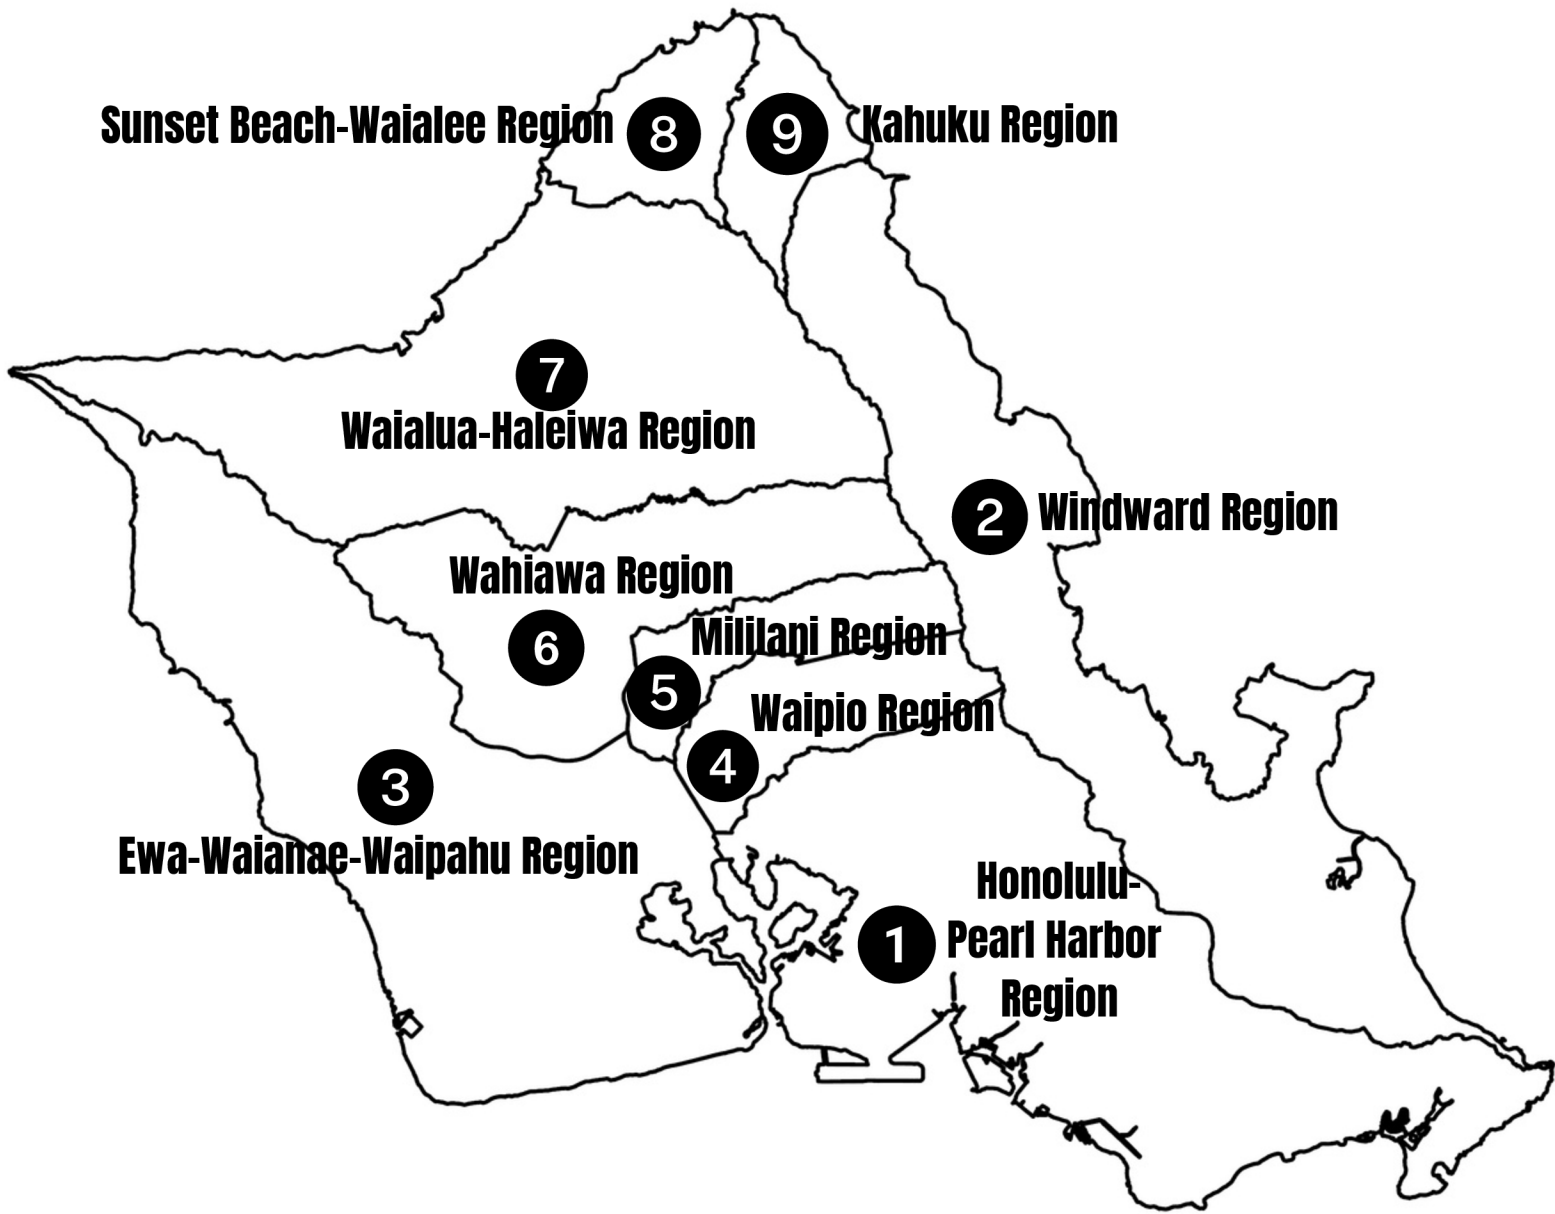 Sunset Beach-Waialee Region 8 9 Kahuku Region
7
Waialua-Haleiwa Region
2 Windward Region
Wahiawa Region
6
Mililani Region
5
Waipio Region
4
3
Ewa-Waianae-Waipahu Region
1
Honolulu-
Pearl Harbor
Region